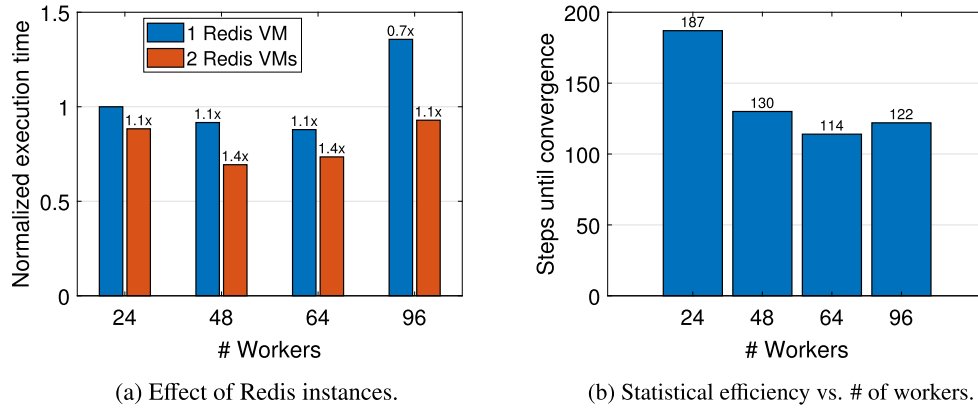 1 Redis VM
2 Redis VMs
Normalized execution time
1.5
1
0.5
0
1.1x
1.1x
1.4x
1.1x
1.4x
0.7x
1.1x
24 48 64 96
# Workers
(a) Effect of Redis instances.
Steps until convergence
200
150
100
50
0
187
130
114
122
24 48 64 96
# Workers
(b) Statistical efficiency vs. # of workers.